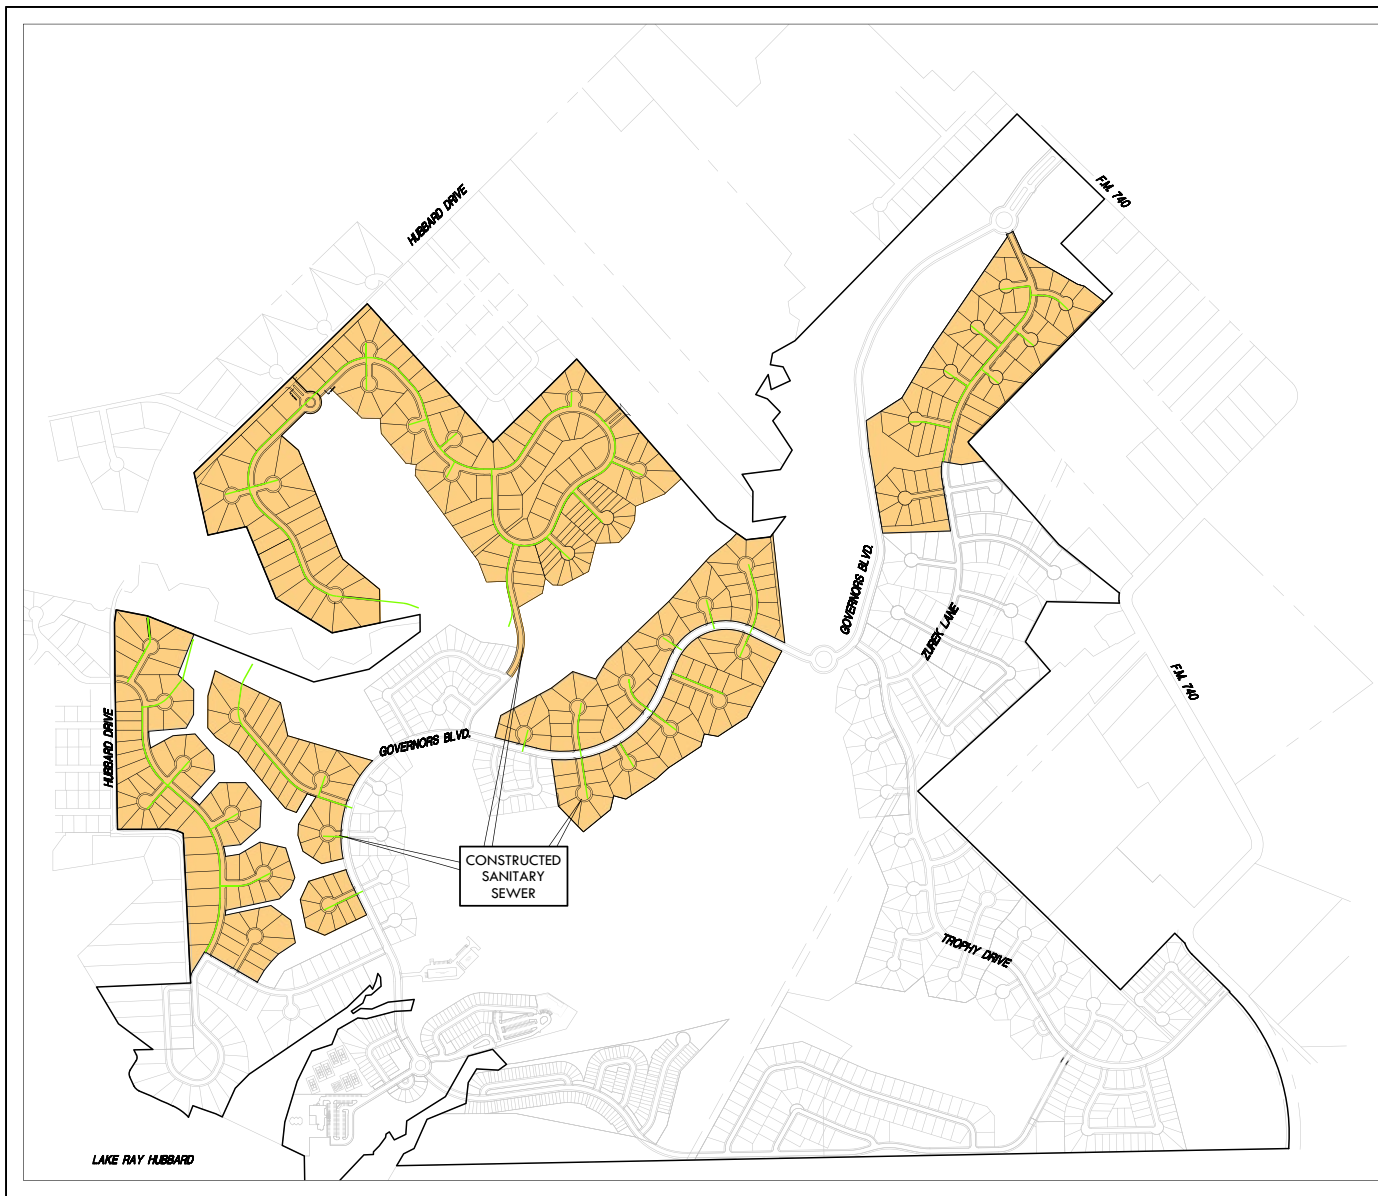 F.M. 740
HUBBARD DRIVE
GOVERNORS BLVD.
ZUREK LANE
F.M. 740
HUBBARD DRIVE
GOVERNORS BLVD.
CONSTRUCTED
SANITARY
SEWER
TROPHY DRIVE
LAKE RAY HUBBARD